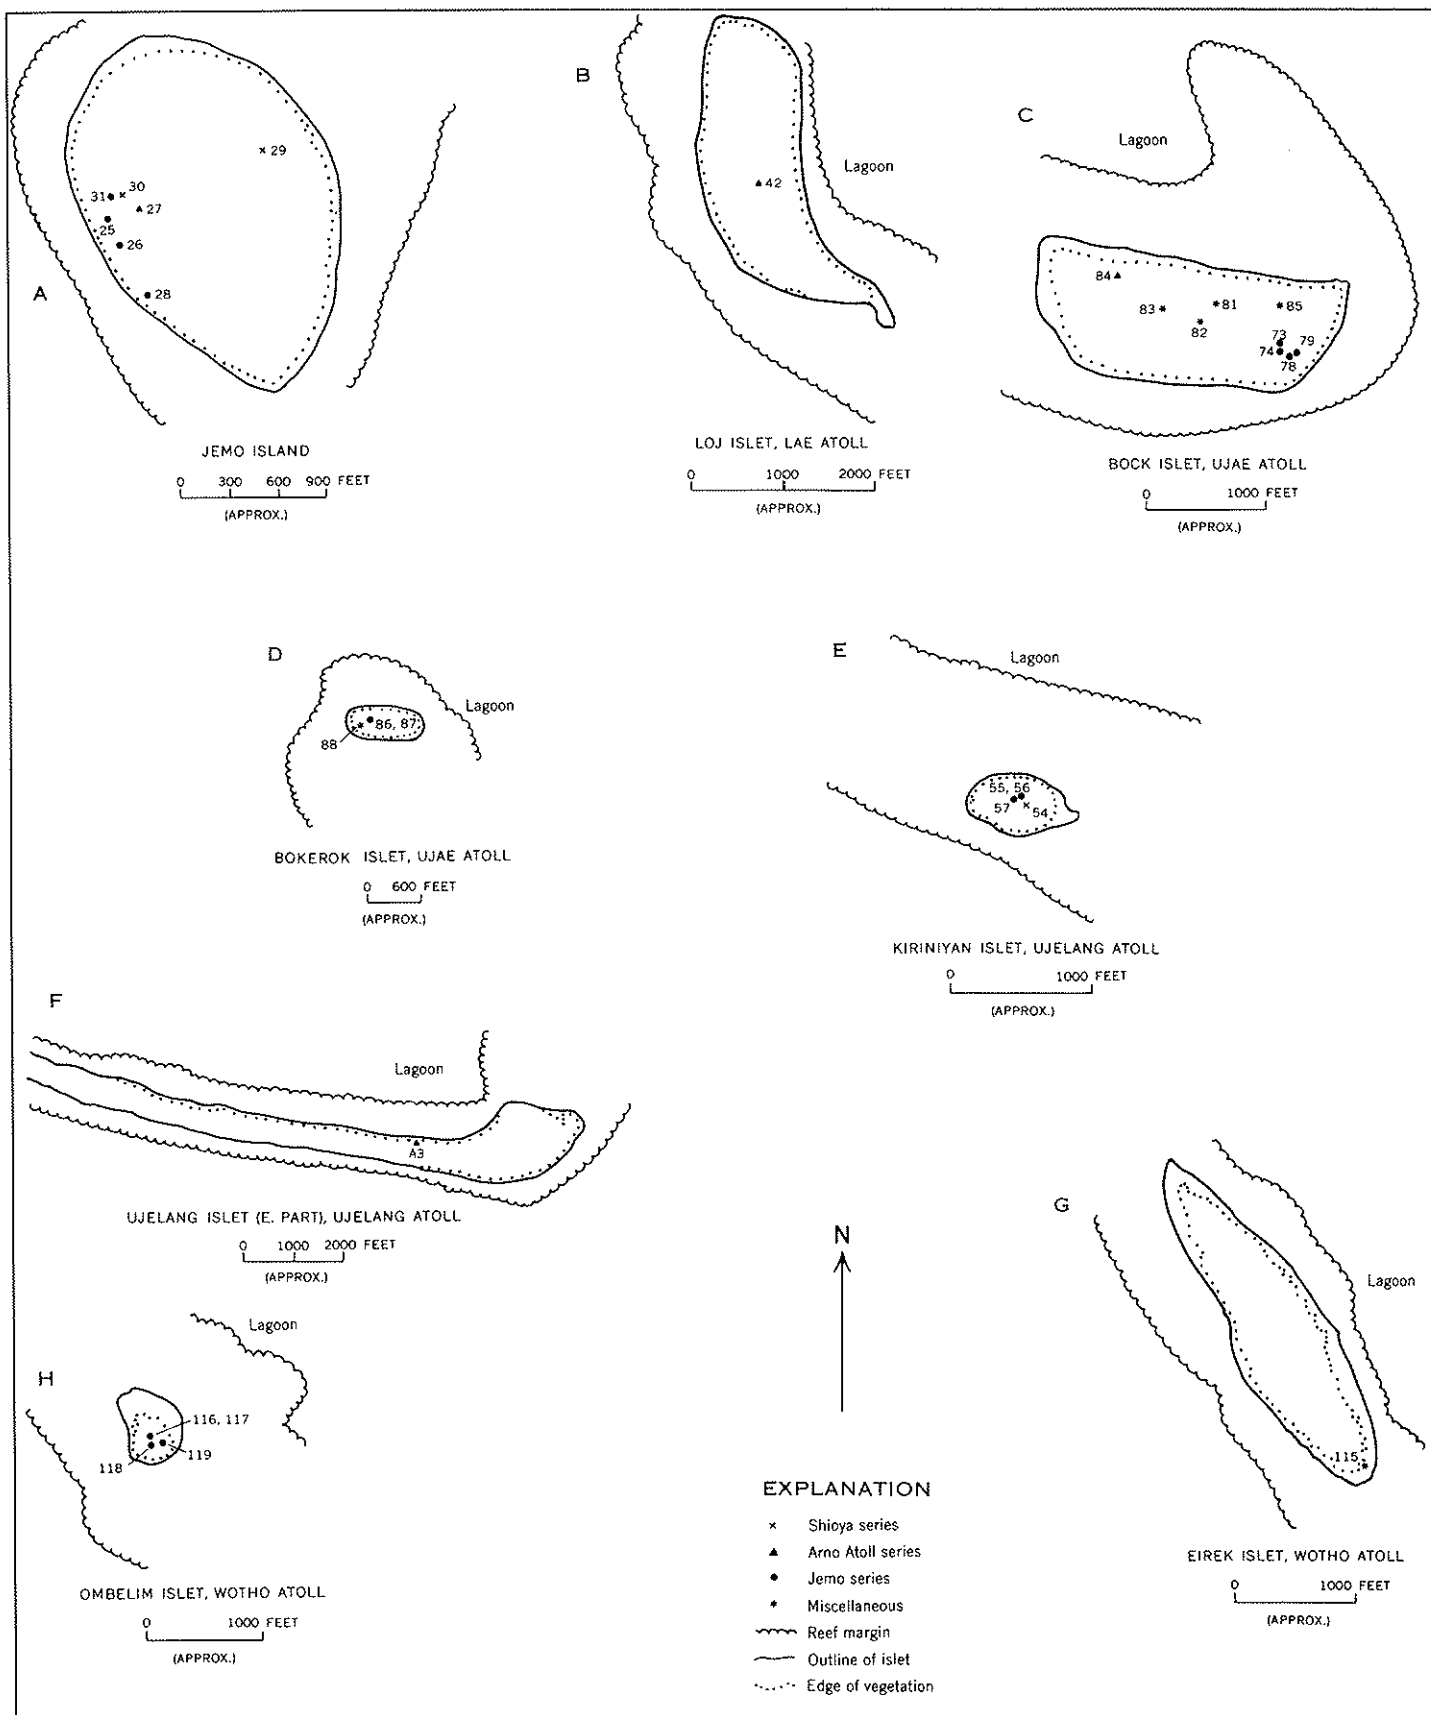 A
29
30
31
27
25
26
28
JEMO ISLAND
0 300 600 900 FEET
(APPROX.)
B
Lagoon
42
LOJ ISLET, LAE ATOLL
0 1000 2000 FEET
(APPROX.)
C
Lagoon
84
83
81
85
82
73
79
74
78
BOCK ISLET, UJAE ATOLL
0 1000 FEET
(APPROX.)
D
Lagoon
86, 87
88
BOKEROK ISLET, UJAE ATOLL
0 600 FEET
(APPROX.)
E
Lagoon
55, 56
57
54
KIRINIYAN ISLET, UJELANG ATOLL
0 1000 FEET
(APPROX.)
F
Lagoon
A3
UJELANG ISLET (E. PART), UJELANG ATOLL
0 1000 2000 FEET
(APPROX.)
G
Lagoon
115
EIREK ISLET, WOTHO ATOLL
0 1000 FEET
(APPROX.)
H
Lagoon
116, 117
118
119
OMBELIM ISLET, WOTHO ATOLL
0 1000 FEET
(APPROX.)
N
EXPLANATION
Shioya series
Arno Atoll series
Jemo series
Miscellaneous
Reef margin
Outline of islet
Edge of vegetation